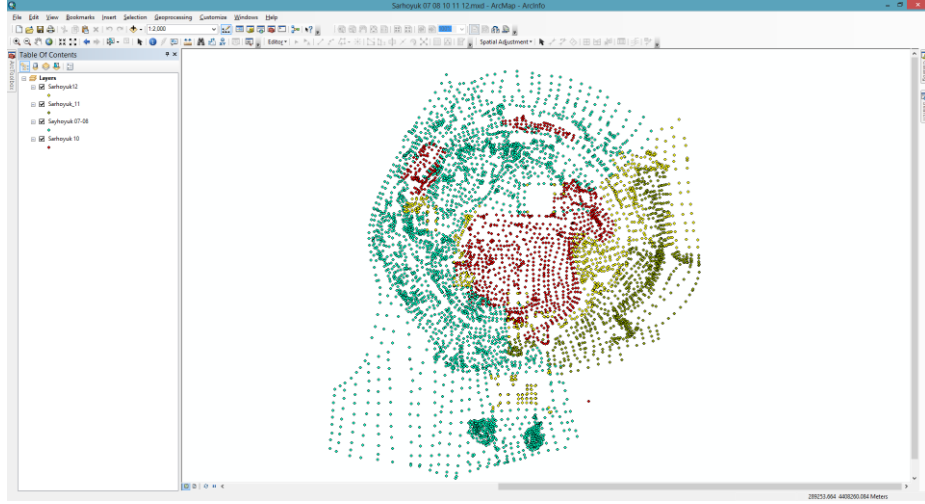 Sarhoyuk 07 08 10 11 12.mxd - ArcMap - ArcInfo
File Edit View Bookmarks Insert Selection Geoprocessing Customize Windows Help
1:2,000
Editor
Spatial Adjustment
Table Of Contents
ArcToolbox
Layers
Sarhoyuk12
Sarhoyuk_11
Sayhoyuk 07-08
Sarhoyuk 10
289253.664 4408260.084 Meters